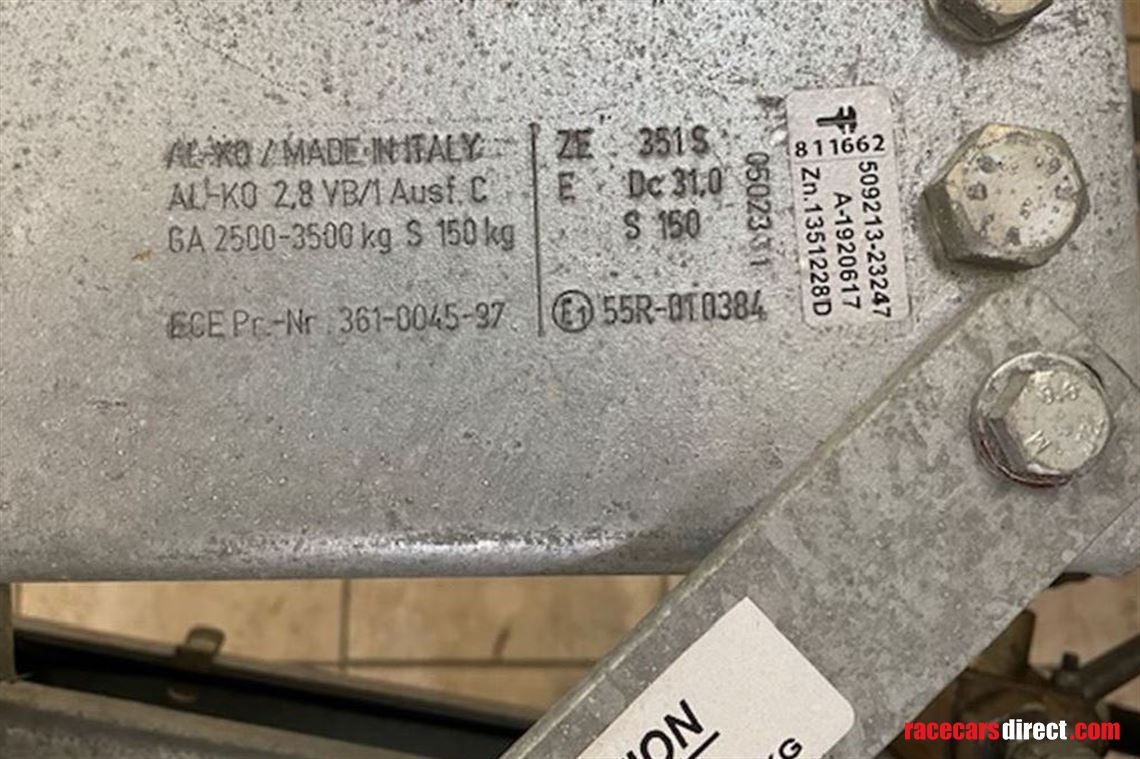 AL-KO / MADE IN ITALY
AL-KO 2,8 VB/1 Ausf. C
GA 2500-3500 kg S 150 kg
ECE Pr.-Nr. 361-0045-97
ZE 351 S
E Dc 31,0
S 150
E1 55R-010384
811662
509213-23247
A-1920617
Zn.1351228D
racecarsdirect.com